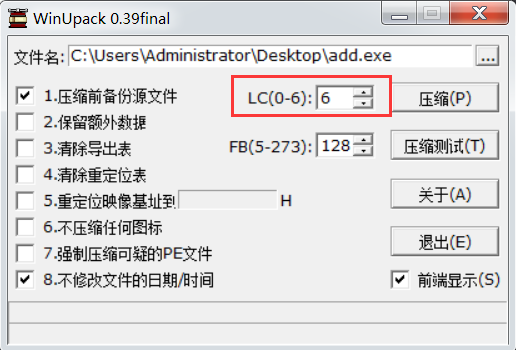 WinUpack 0.39final
文件名: C:\Users\Administrator\Desktop\add.exe ...
1.压缩前备份源文件 LC(0-6): 6 压缩(P)
2.保留额外数据
3.清除导出表 FB(5-273): 128 压缩测试(T)
4.清除重定位表
5.重定位映像基址到 H 关于(A)
6.不压缩任何图标
7.强制压缩可疑的PE文件 退出(E)
8.不修改文件的日期/时间 前端显示(S)